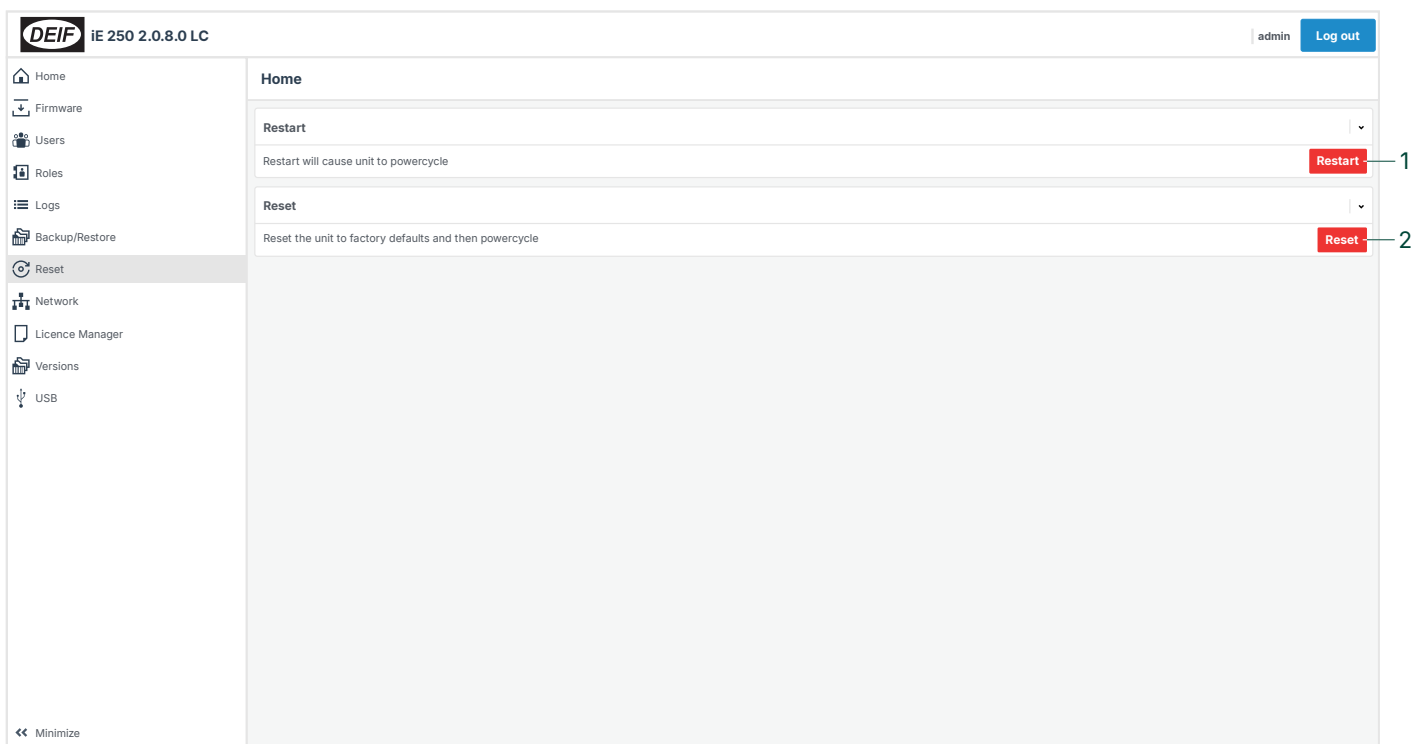 DEIF iE 250 2.0.8.0 LC
admin Log out
Home
Firmware
Users
Roles
Logs
Backup/Restore
Reset
Network
Licence Manager
Versions
USB
Minimize
Home
Restart
Restart will cause unit to powercycle Restart 1
Reset
Reset the unit to factory defaults and then powercycle Reset 2